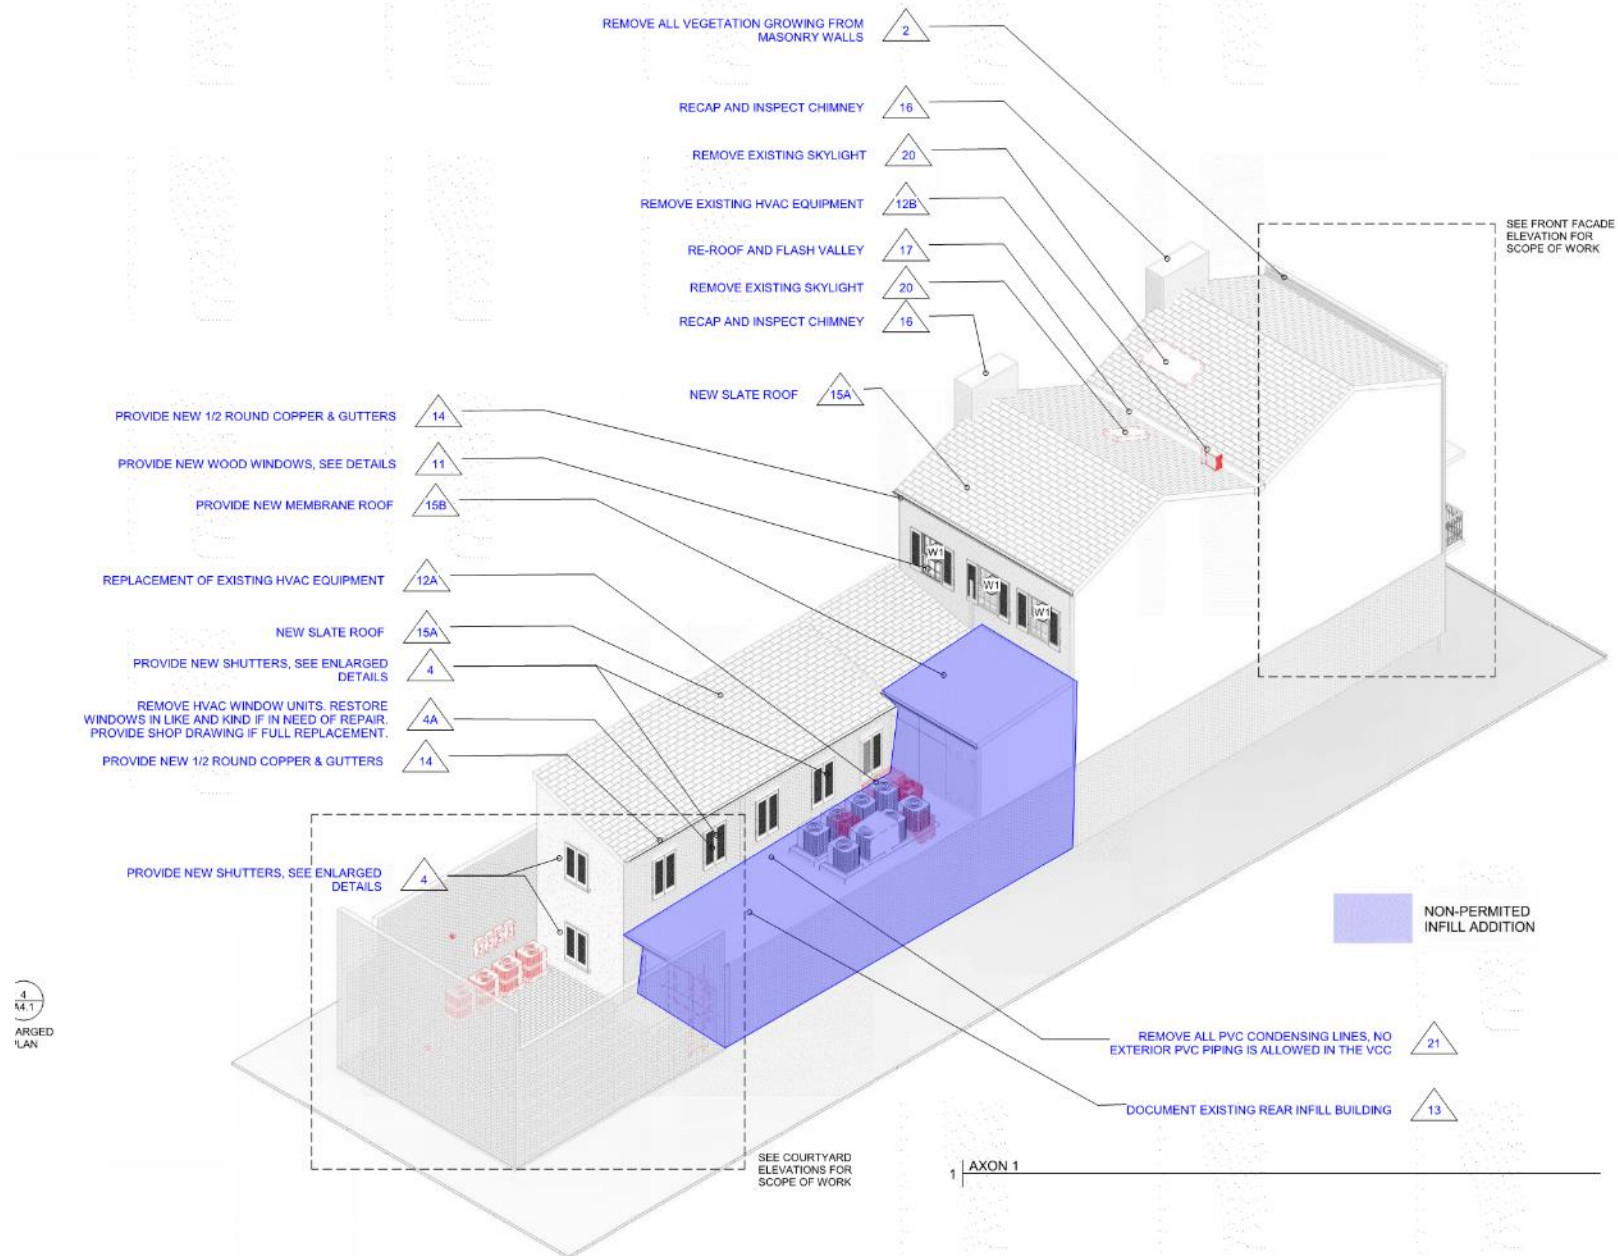 REMOVE ALL VEGETATION GROWING FROM
MASONRY WALLS
2
RECAP AND INSPECT CHIMNEY
16
REMOVE EXISTING SKYLIGHT
20
REMOVE EXISTING HVAC EQUIPMENT
12B
SEE FRONT FACADE
ELEVATION FOR
SCOPE OF WORK
RE-ROOF AND FLASH VALLEY
17
REMOVE EXISTING SKYLIGHT
20
RECAP AND INSPECT CHIMNEY
16
NEW SLATE ROOF
15A
PROVIDE NEW 1/2 ROUND COPPER & GUTTERS
14
PROVIDE NEW WOOD WINDOWS, SEE DETAILS
11
PROVIDE NEW MEMBRANE ROOF
15B
W1
W1
W1
REPLACEMENT OF EXISTING HVAC EQUIPMENT
12A
NEW SLATE ROOF
15A
PROVIDE NEW SHUTTERS, SEE ENLARGED
DETAILS
4
REMOVE HVAC WINDOW UNITS. RESTORE
WINDOWS IN LIKE AND KIND IF IN NEED OF REPAIR.
PROVIDE SHOP DRAWING IF FULL REPLACEMENT.
4A
PROVIDE NEW 1/2 ROUND COPPER & GUTTERS
14
PROVIDE NEW SHUTTERS, SEE ENLARGED
DETAILS
4
NON-PERMITED
INFILL ADDITION
4
A4.1
ARGED
PLAN
REMOVE ALL PVC CONDENSING LINES, NO
EXTERIOR PVC PIPING IS ALLOWED IN THE VCC
21
DOCUMENT EXISTING REAR INFILL BUILDING
13
SEE COURTYARD
ELEVATIONS FOR
SCOPE OF WORK
1
AXON 1